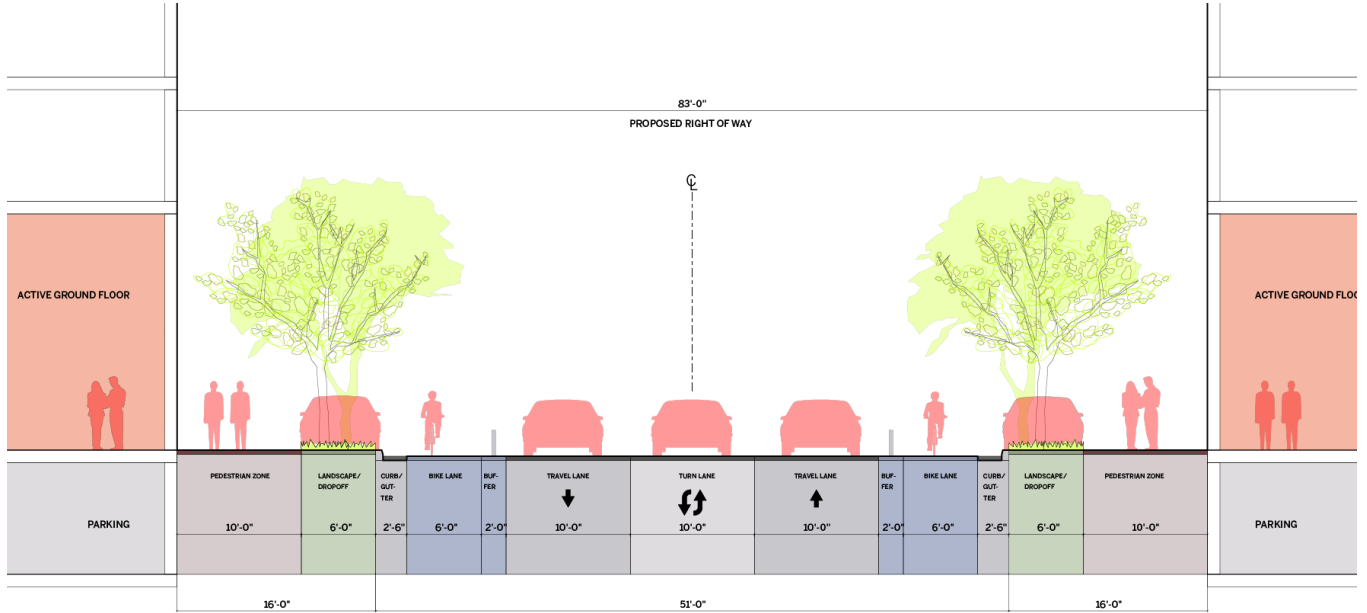 83'-0"
PROPOSED RIGHT OF WAY
℄
ACTIVE GROUND FLOOR
ACTIVE GROUND FLOO
PEDESTRIAN ZONE
LANDSCAPE/
DROPOFF
CURB/
GUT-
TER
BIKE LANE
BUF-
FER
TRAVEL LANE
TURN LANE
TRAVEL LANE
BUF-
FER
BIKE LANE
CURB/
GUT-
TER
LANDSCAPE/
DROPOFF
PEDESTRIAN ZONE
PARKING
10'-0"
6'-0"
2'-6"
6'-0"
2'-0"
10'-0"
10'-0"
10'-0"
2'-0"
6'-0"
2'-6"
6'-0"
10'-0"
PARKING
16'-0"
51'-0"
16'-0"